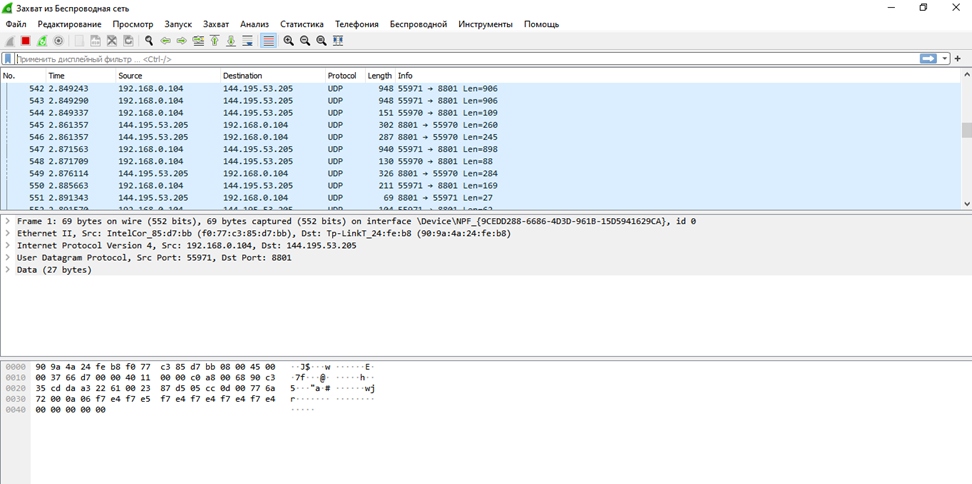 Захват из Беспроводная сеть
Файл Редактирование Просмотр Запуск Захват Анализ Статистика Телефония Беспроводной Инструменты Помощь
Применить дисплейный фильтр … <Ctrl-/>
No. Time Source Destination Protocol Length Info
542 2.849243 192.168.0.104 144.195.53.205 UDP 948 55971 → 8801 Len=906
543 2.849290 192.168.0.104 144.195.53.205 UDP 948 55971 → 8801 Len=906
544 2.849337 192.168.0.104 144.195.53.205 UDP 151 55970 → 8801 Len=109
545 2.861357 144.195.53.205 192.168.0.104 UDP 302 8801 → 55970 Len=260
546 2.861357 144.195.53.205 192.168.0.104 UDP 287 8801 → 55970 Len=245
547 2.871563 192.168.0.104 144.195.53.205 UDP 940 55971 → 8801 Len=898
548 2.871709 192.168.0.104 144.195.53.205 UDP 130 55970 → 8801 Len=88
549 2.876114 144.195.53.205 192.168.0.104 UDP 326 8801 → 55970 Len=284
550 2.885663 192.168.0.104 144.195.53.205 UDP 211 55970 → 8801 Len=169
551 2.891343 144.195.53.205 192.168.0.104 UDP 69 8801 → 55971 Len=27
Frame 1: 69 bytes on wire (552 bits), 69 bytes captured (552 bits) on interface \Device\NPF_{9CEDD288-6686-4D3D-961B-15D5941629CA}, id 0
Ethernet II, Src: IntelCor_85:d7:bb (f0:77:c3:85:d7:bb), Dst: Tp-LinkT_24:fe:b8 (90:9a:4a:24:fe:b8)
Internet Protocol Version 4, Src: 192.168.0.104, Dst: 144.195.53.205
User Datagram Protocol, Src Port: 55971, Dst Port: 8801
Data (27 bytes)
0000 90 9a 4a 24 fe b8 f0 77 c3 85 d7 bb 08 00 45 00 ··J$···w ······E·
0010 00 37 66 d7 00 00 40 11 00 00 c0 a8 00 68 90 c3 ·7f···@· ·····h··
0020 35 cd da a3 22 61 00 23 87 d5 05 cc 0d 00 77 6a 5···"a·# ······wj
0030 72 00 0a 06 f7 e4 f7 e5 f7 e4 f7 e4 f7 e4 f7 e4 r······· ········
0040 00 00 00 00 00 ·····